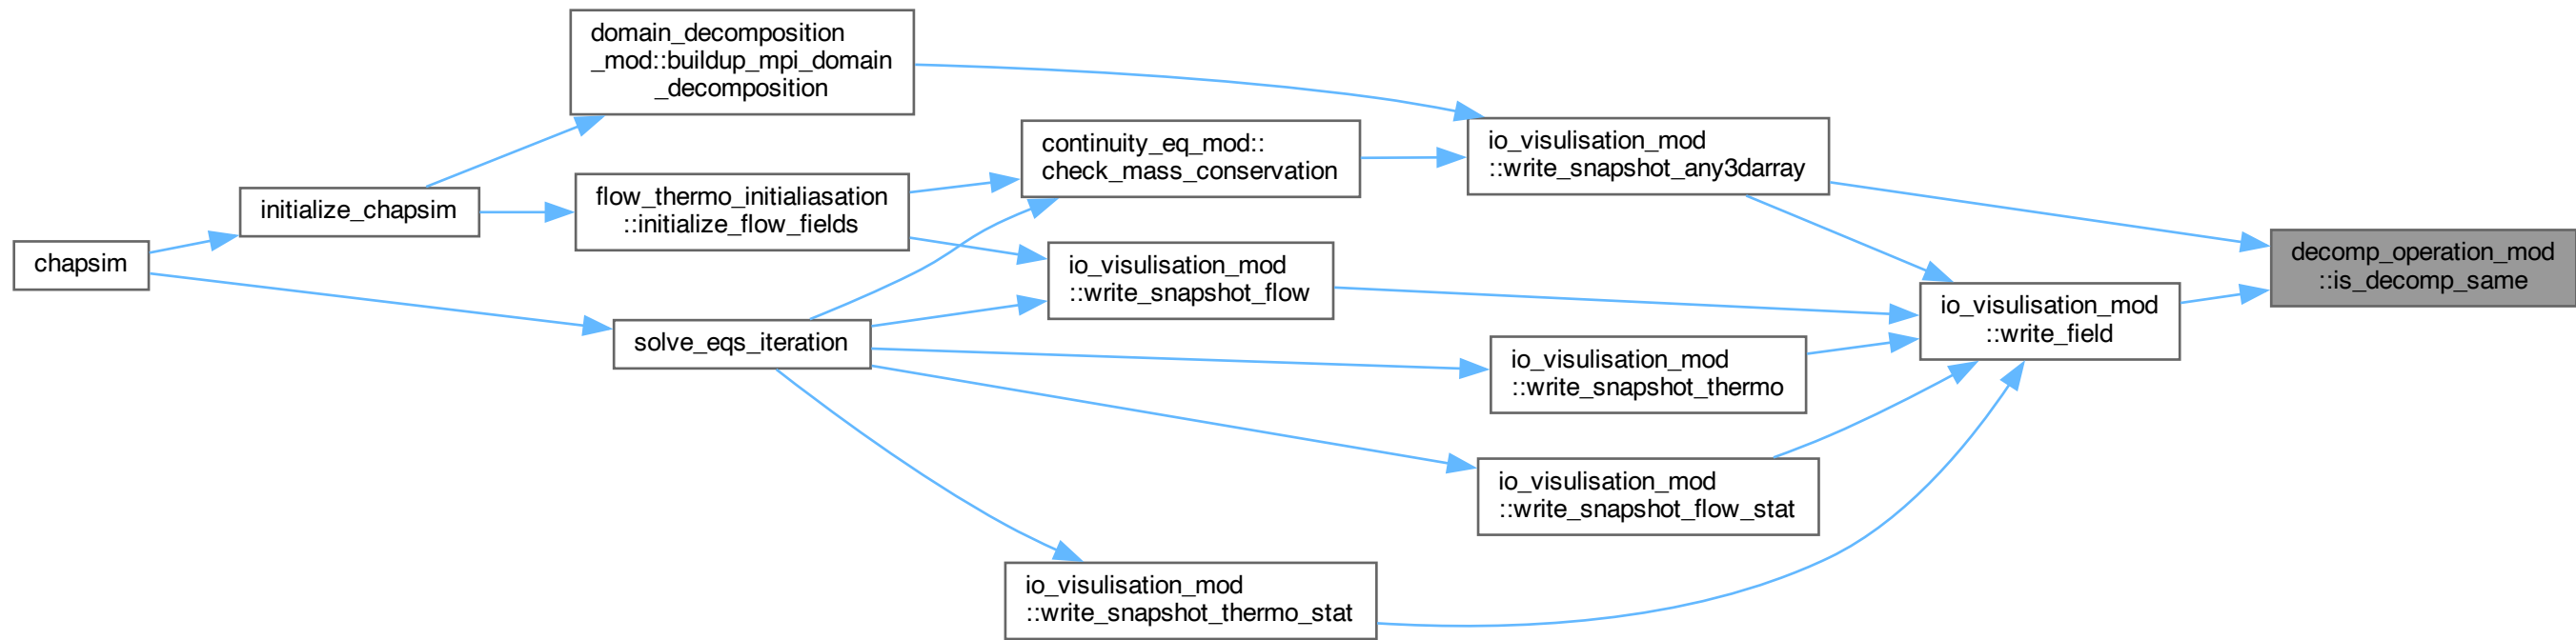 domain_decomposition
_mod::buildup_mpi_domain
_decomposition
continuity_eq_mod::
check_mass_conservation
io_visulisation_mod
::write_snapshot_any3darray
initialize_chapsim
flow_thermo_initialiasation
::initialize_flow_fields
chapsim
io_visulisation_mod
::write_snapshot_flow
decomp_operation_mod
::is_decomp_same
io_visulisation_mod
::write_field
solve_eqs_iteration
io_visulisation_mod
::write_snapshot_thermo
io_visulisation_mod
::write_snapshot_flow_stat
io_visulisation_mod
::write_snapshot_thermo_stat